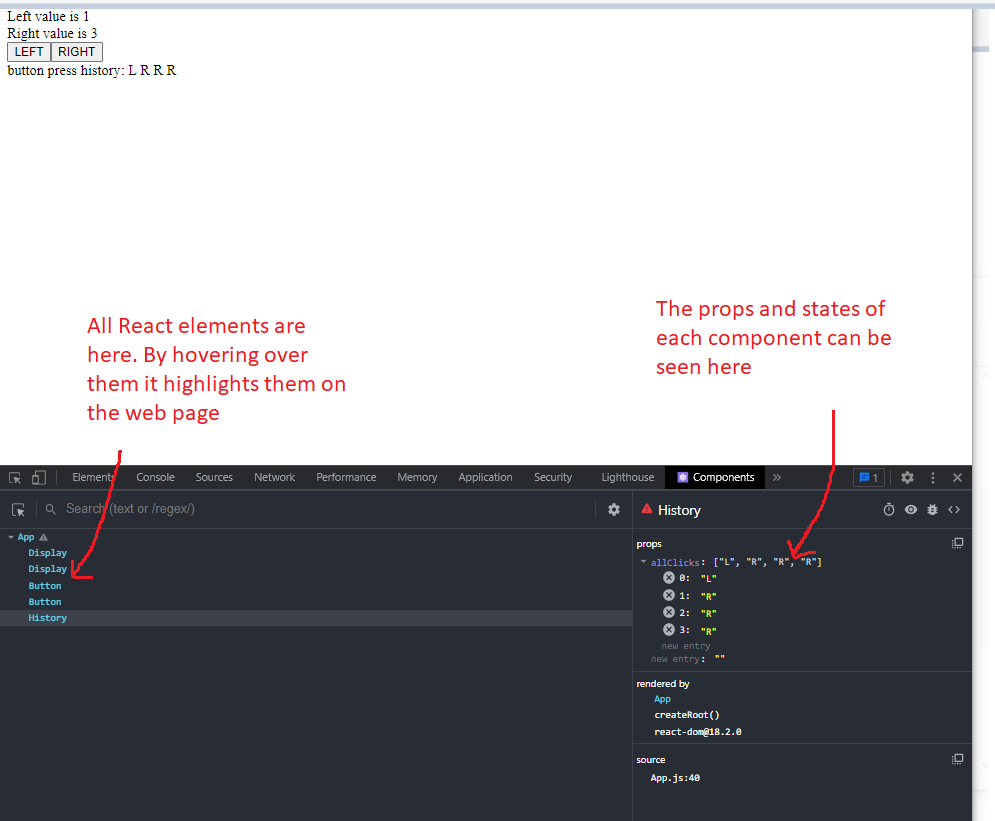 Left value is 1
Right value is 3
LEFT RIGHT
button press history: L R R R
All React elements are
here. By hovering over
them it highlights them on
the web page
The props and states of
each component can be
seen here
Elements Console Sources Network Performance Memory Application Security Lighthouse Components » 1
Search (text or /regex/)
History
App
Display
Display
Button
Button
History
props
allClicks: ["L", "R", "R", "R"]
0: "L"
1: "R"
2: "R"
3: "R"
new entry
new entry: ""
rendered by
App
createRoot()
react-dom@18.2.0
source
App.js:40